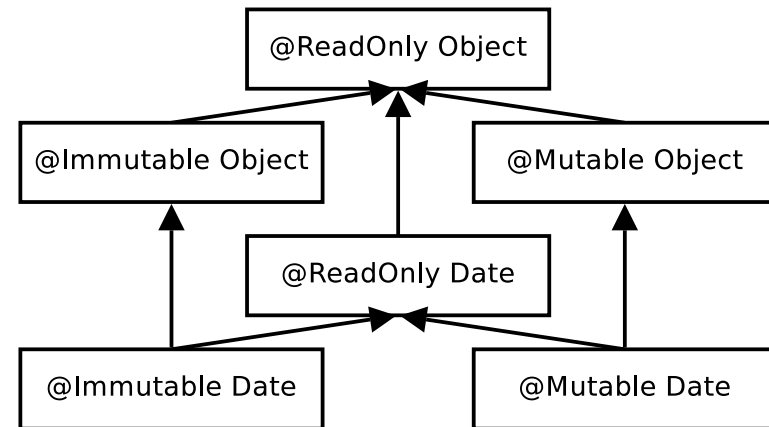 @ReadOnly Object
@Immutable Object
@Mutable Object
@ReadOnly Date
@Immutable Date
@Mutable Date